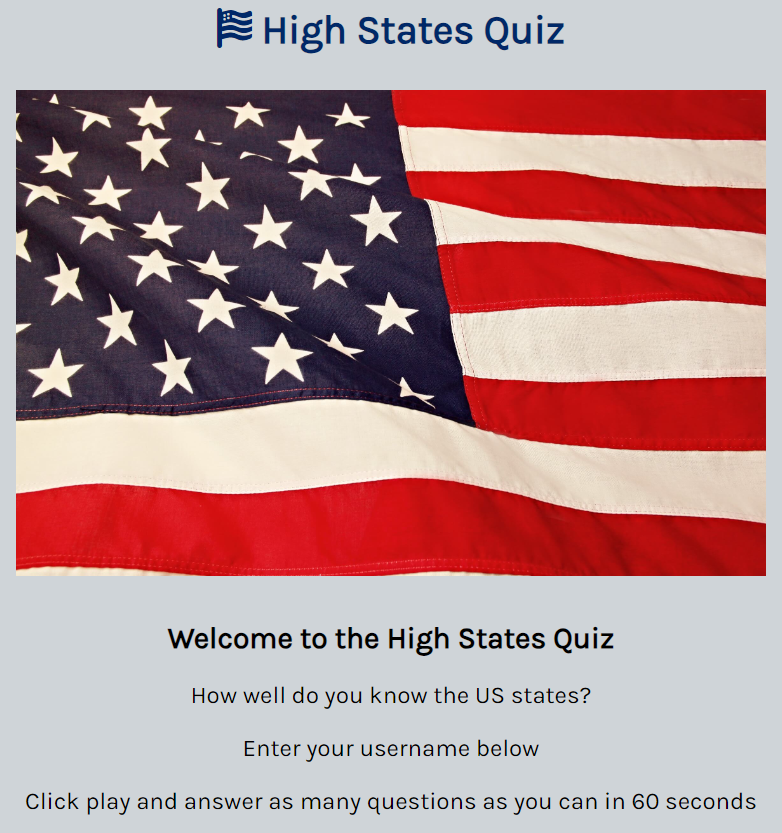 High States Quiz
Welcome to the High States Quiz
How well do you know the US states?
Enter your username below
Click play and answer as many questions as you can in 60 seconds